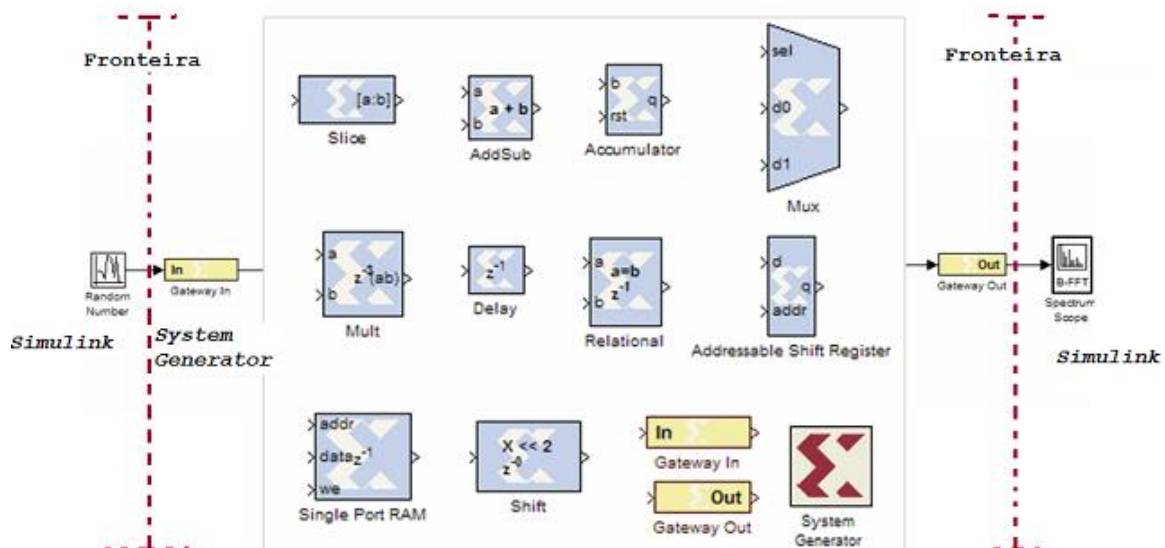 Fronteira
Fronteira
[a:b]
Slice
a
b
a + b
AddSub
b
rst
q
Accumulator
sel
d0
d1
Mux
Random
Number
In
Gateway In
a
b
z⁻³(ab)
Mult
z⁻¹
Delay
a
b
a=b
z⁻¹
Relational
d
addr
q
Addressable Shift Register
Out
Gateway Out
B-FFT
Spectrum
Scope
Simulink
System
Generator
Simulink
addr
data
we
z⁻¹
Single Port RAM
X << 2
z⁻⁰
Shift
In
Gateway In
Out
Gateway Out
System
Generator